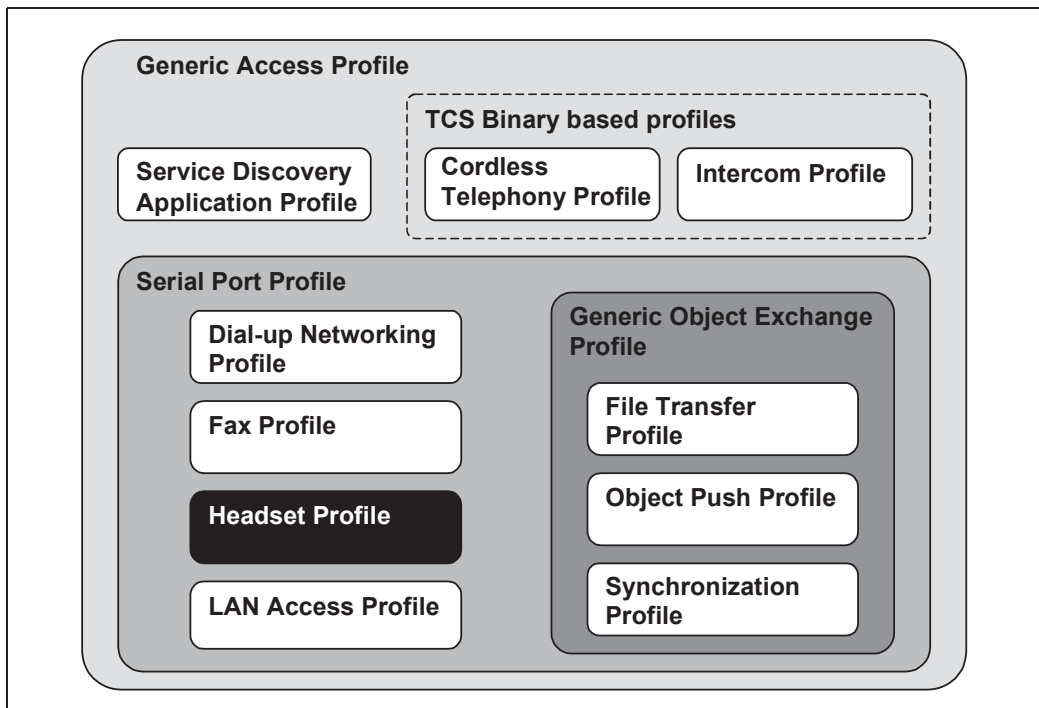 Generic Access Profile
TCS Binary based profiles
Service Discovery
Application Profile
Cordless
Telephony Profile
Intercom Profile
Serial Port Profile
Dial-up Networking
Profile
Fax Profile
Headset Profile
LAN Access Profile
Generic Object Exchange
Profile
File Transfer
Profile
Object Push Profile
Synchronization
Profile